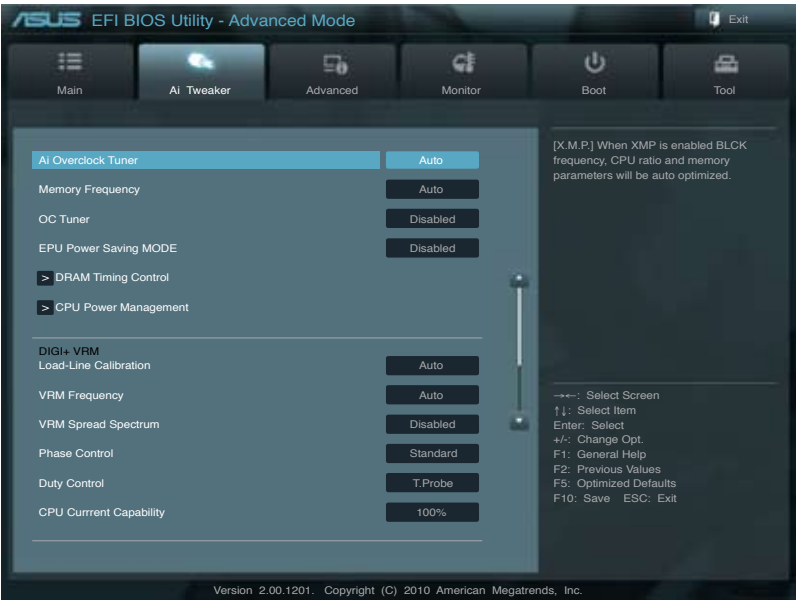 ASUS EFI BIOS Utility - Advanced Mode
Exit
Main
Ai Tweaker
Advanced
Monitor
Boot
Tool
Ai Overclock Tuner Auto
Memory Frequency Auto
OC Tuner Disabled
EPU Power Saving MODE Disabled
> DRAM Timing Control
> CPU Power Management
DIGI+ VRM
Load-Line Calibration Auto
VRM Frequency Auto
VRM Spread Spectrum Disabled
Phase Control Standard
Duty Control T.Probe
CPU Currrent Capability 100%
[X.M.P.] When XMP is enabled BLCK
frequency, CPU ratio and memory
parameters will be auto optimized.
→←: Select Screen
↑↓: Select Item
Enter: Select
+/-: Change Opt.
F1: General Help
F2: Previous Values
F5: Optimized Defaults
F10: Save ESC: Exit
Version 2.00.1201. Copyright (C) 2010 American Megatrends, Inc.